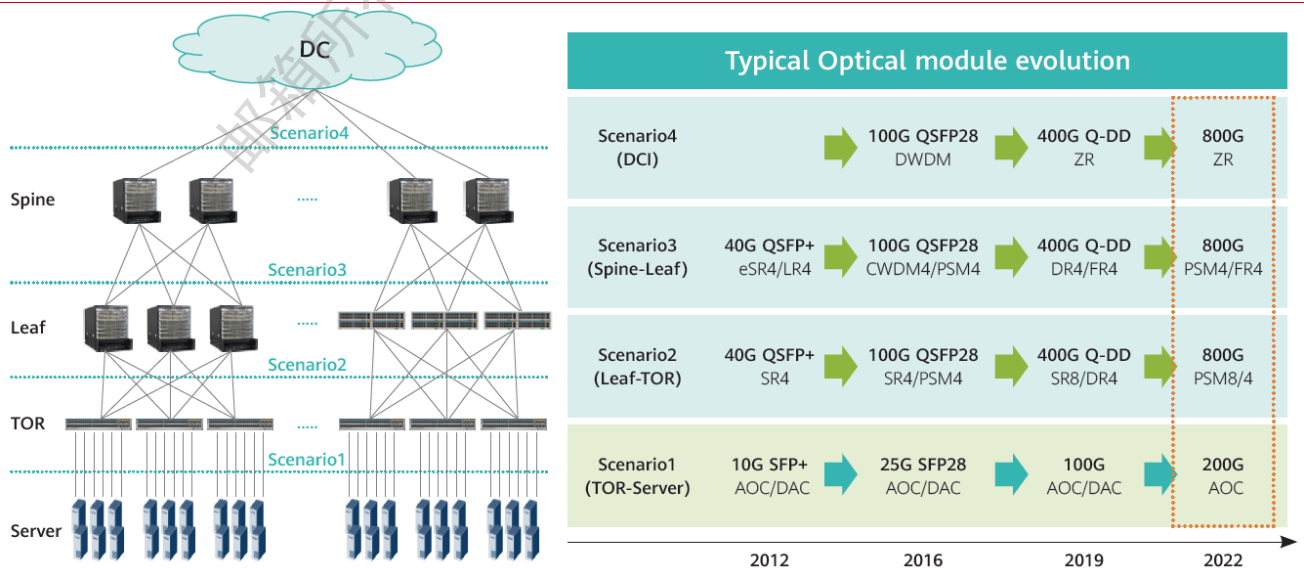 DC
Scenario4
Spine
.....
Scenario3
Leaf
.....
Scenario2
TOR
.....
Scenario1
Server
邮箱所
Typical Optical module evolution
Scenario4
(DCI)
100G QSFP28
DWDM
400G Q-DD
ZR
800G
ZR
Scenario3
(Spine-Leaf)
40G QSFP+
eSR4/LR4
100G QSFP28
CWDM4/PSM4
400G Q-DD
DR4/FR4
800G
PSM4/FR4
Scenario2
(Leaf-TOR)
40G QSFP+
SR4
100G QSFP28
SR4/PSM4
400G Q-DD
SR8/DR4
800G
PSM8/4
Scenario1
(TOR-Server)
10G SFP+
AOC/DAC
25G SFP28
AOC/DAC
100G
AOC/DAC
200G
AOC
2012
2016
2019
2022